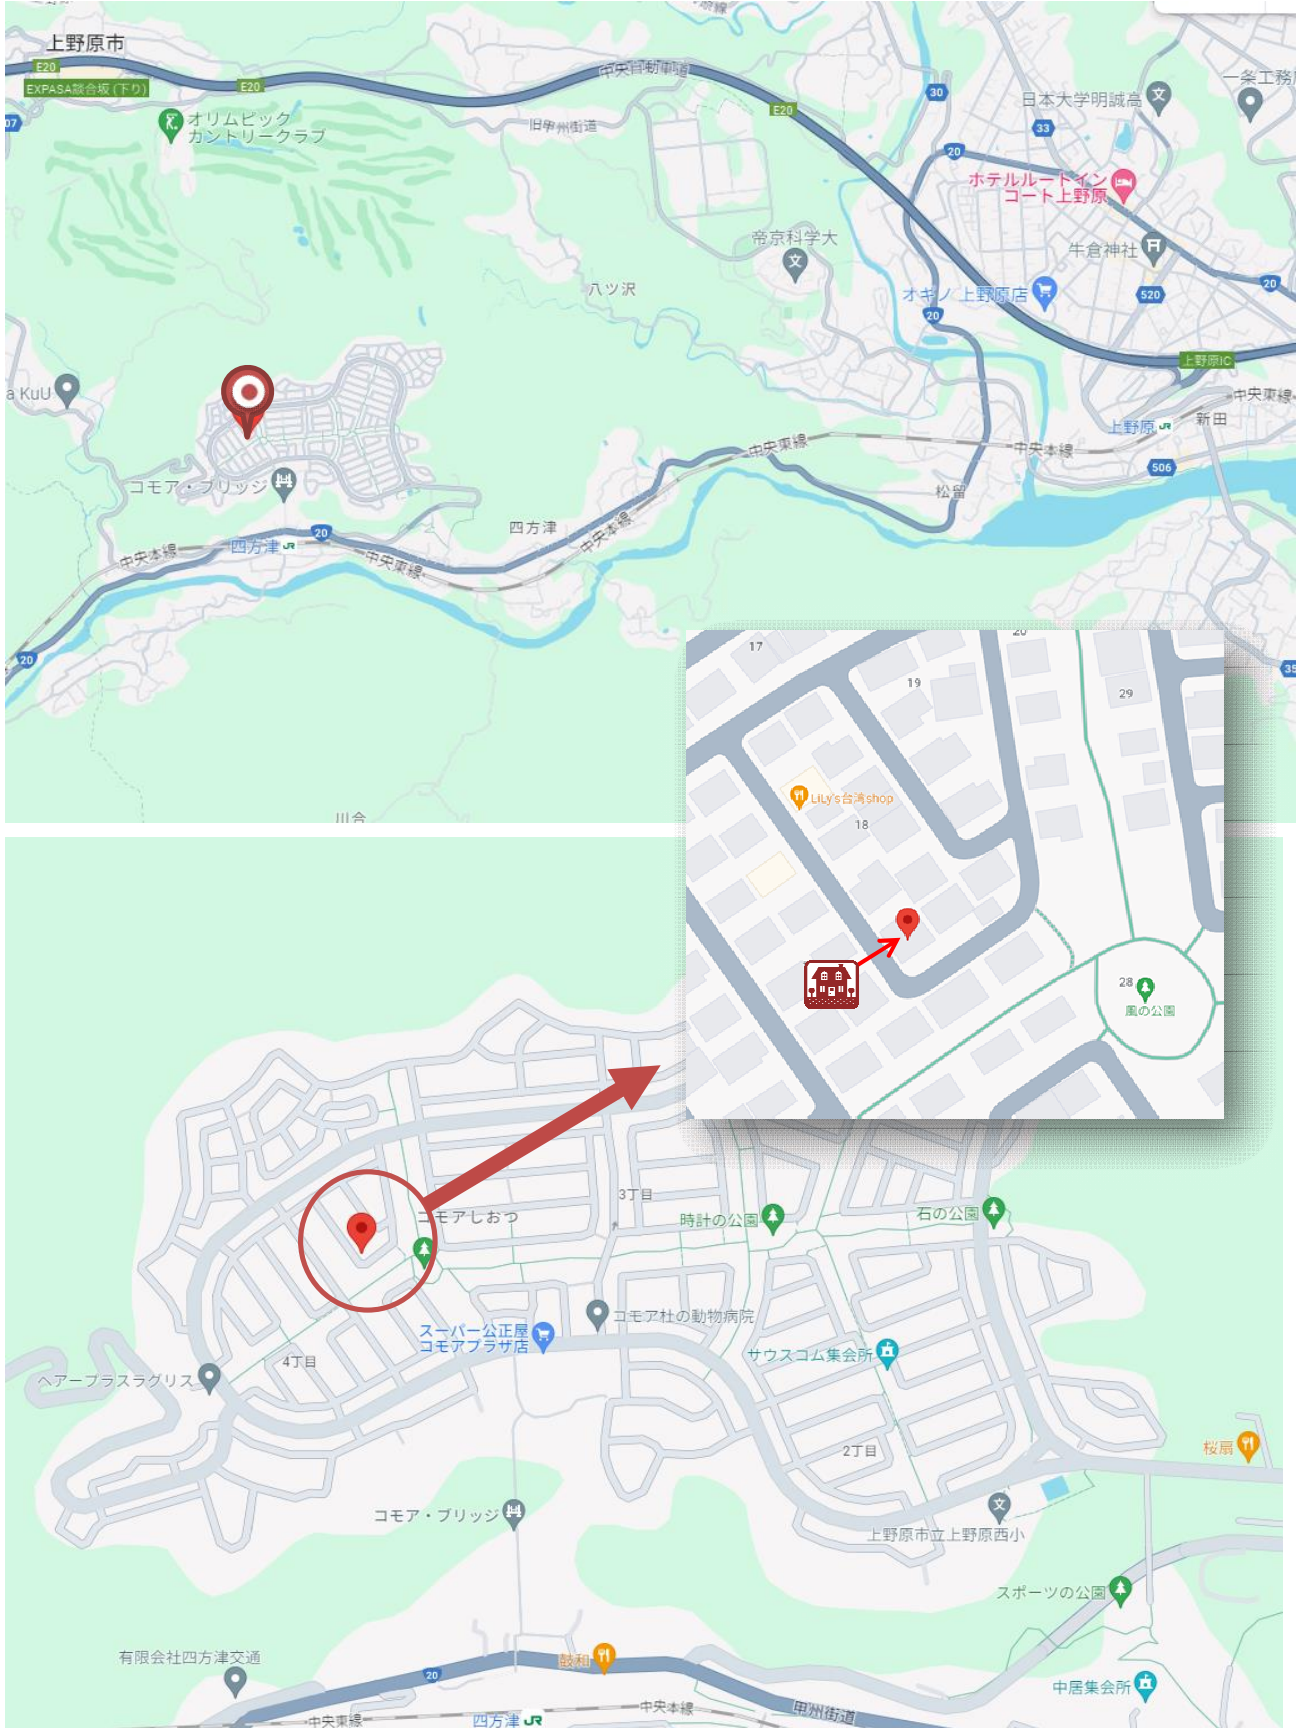 上野原市
E20
EXPASA談合坂 (下り)
E20
中央自動車道
E20
オリムピック
カントリークラブ
旧甲州街道
30
日本大学明誠高
一条工務
33
20
07
ホテルルートイン
コート上野原
帝京科学大
牛倉神社
八ツ沢
オギノ 上野原店
20
520
20
上野原IC
a KuU
中央東線
上野原 JR
新田
中央東線
中央本線
506
コモア・ブリッジ
松留
四方津
20
四方津 JR
中央本線
中央東線
中央本線
20
35
川合
17
20
19
29
LiLy's台湾shop
18
28
風の公園
3丁目
コモアしおつ
時計の公園
石の公園
コモア杜の動物病院
スーパー公正屋
コモアプラザ店
サウスコム集会所
4丁目
ヘアープラスラグリス
2丁目
桜扇
コモア・ブリッジ
上野原市立上野原西小
スポーツの公園
有限会社四方津交通
鼓和
20
中居集会所
中央東線
四方津 JR
中央本線
甲州街道